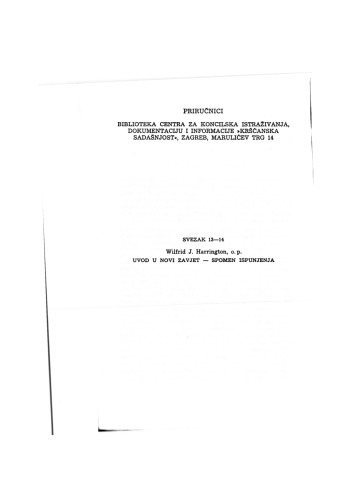 PRIRUČNICI
BIBLIOTEKA CENTRA ZA KONCILSKA ISTRAŽIVANJA,
DOKUMENTACIJU I INFORMACIJE »KRŠĆANSKA
SADAŠNJOST«, ZAGREB, MARULIĆEV TRG 14
SVEZAK 13—14
Wilfrid J. Harrington, o. p.
UVOD U NOVI ZAVJET — SPOMEN ISPUNJENJA